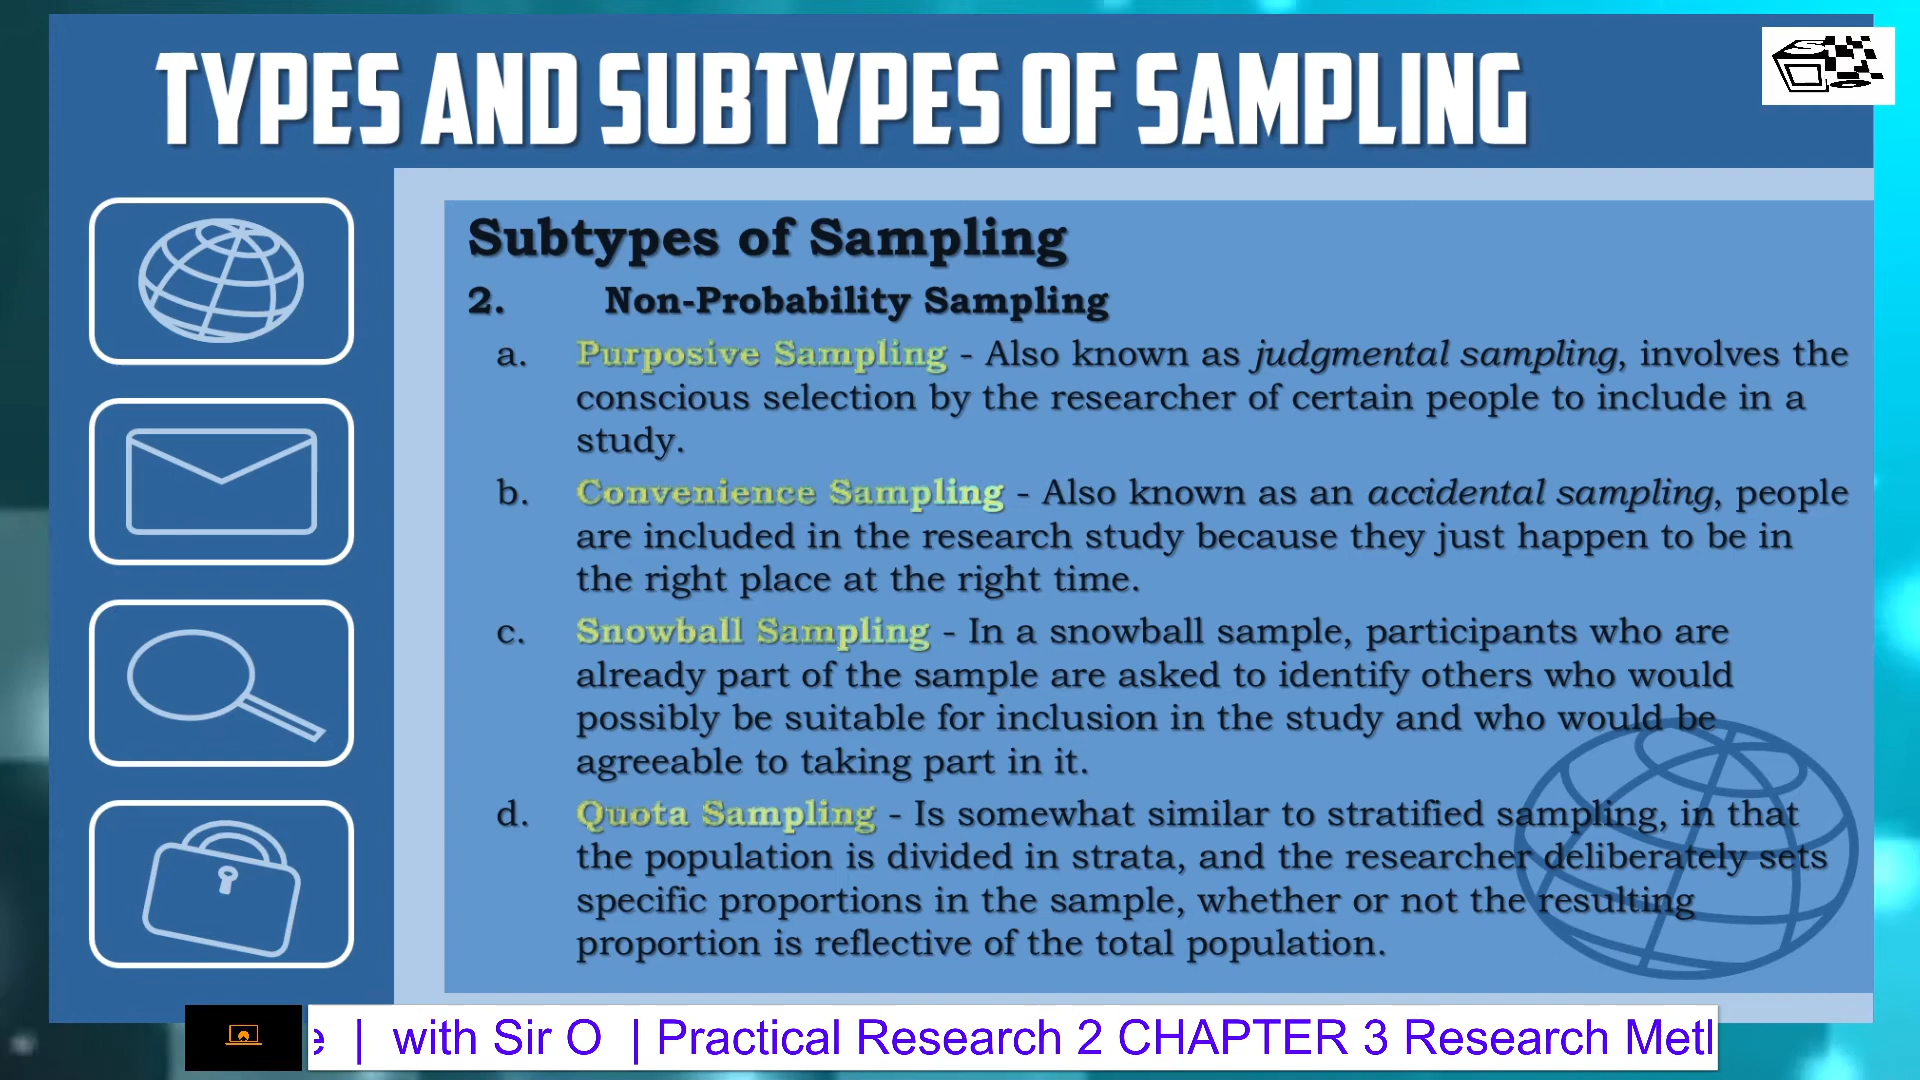 TYPES AND SUBTYPES OF SAMPLING
Subtypes of Sampling
2. Non-Probability Sampling
a. Purposive Sampling - Also known as judgmental sampling, involves the
conscious selection by the researcher of certain people to include in a
study.
b. Convenience Sampling - Also known as an accidental sampling, people
are included in the research study because they just happen to be in
the right place at the right time.
c. Snowball Sampling - In a snowball sample, participants who are
already part of the sample are asked to identify others who would
possibly be suitable for inclusion in the study and who would be
agreeable to taking part in it.
d. Quota Sampling - Is somewhat similar to stratified sampling, in that
the population is divided in strata, and the researcher deliberately sets
specific proportions in the sample, whether or not the resulting
proportion is reflective of the total population.
| with Sir O | Practical Research 2 CHAPTER 3 Research